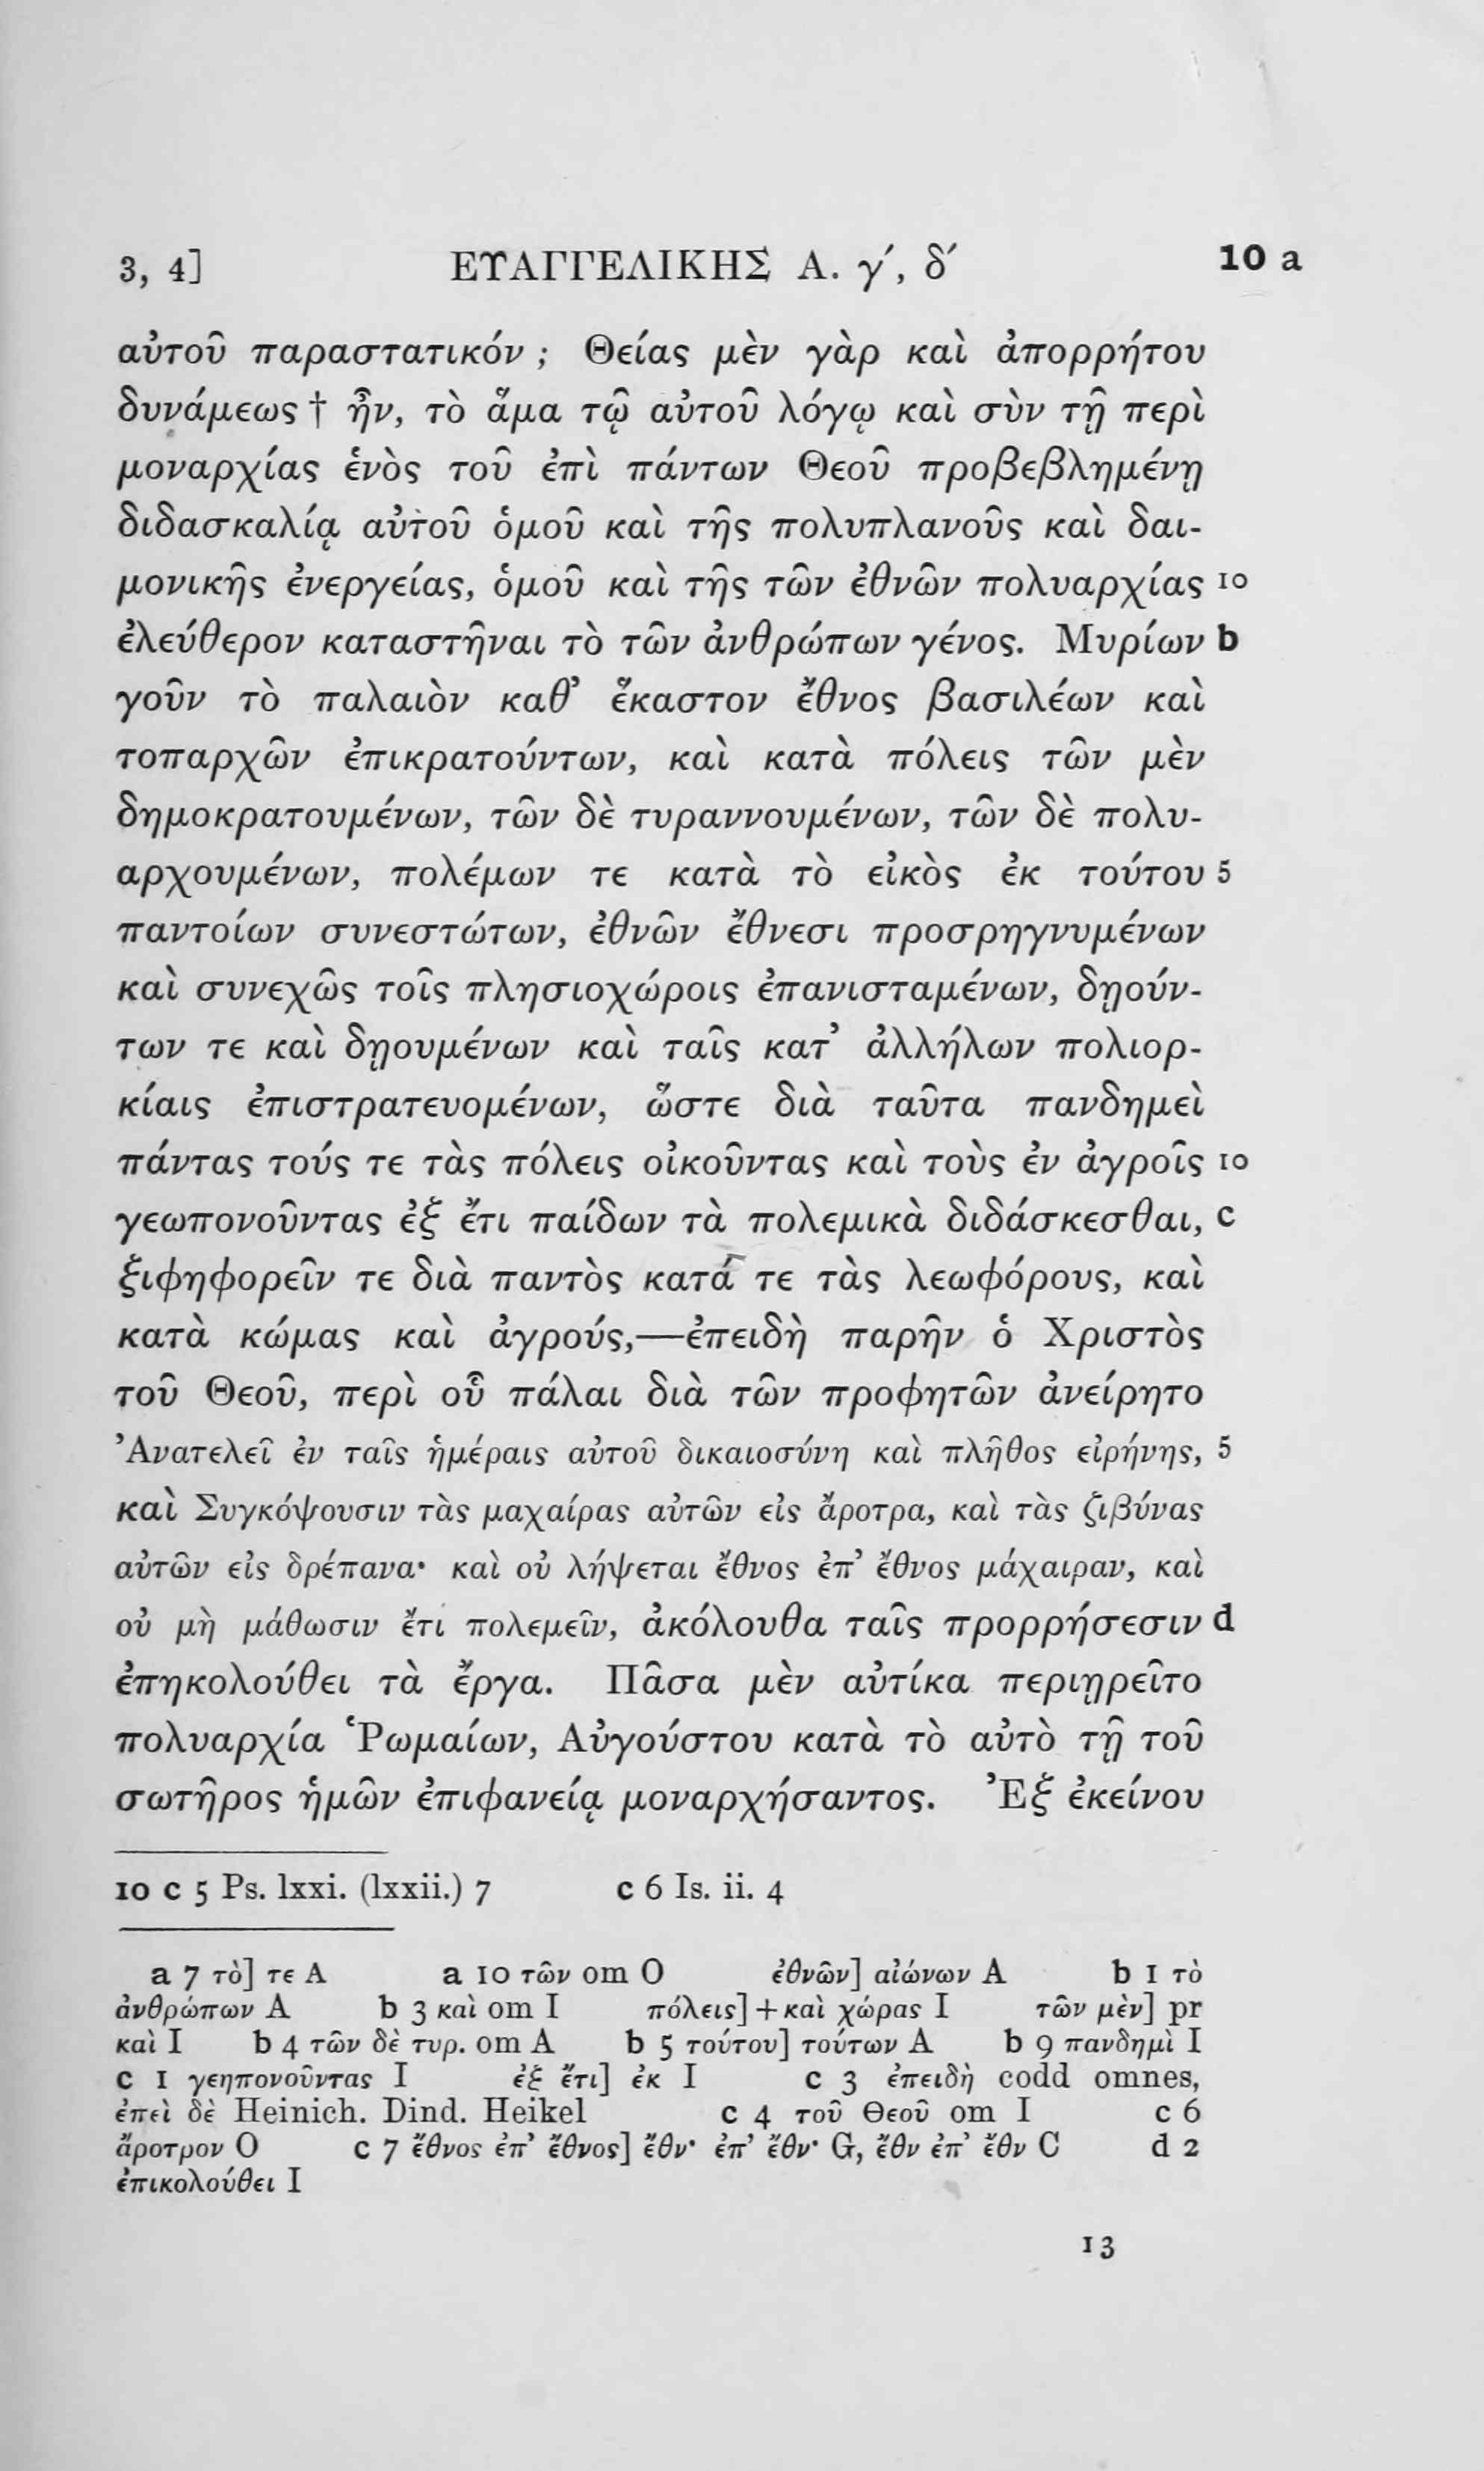 3, 4] ΕΥΑΓΓΕΛΙΚΗΣ Α. γ´, δ´ 10 a
αὐτοῦ παραστατικόν ; Θείας μὲν γὰρ καὶ ἀπορρήτου
δυνάμεως † ἦν, τὸ ἅμα τῷ αὐτοῦ λόγῳ καὶ σὺν τῇ περὶ
μοναρχίας ἑνὸς τοῦ ἐπὶ πάντων Θεοῦ προβεβλημένῃ
διδασκαλίᾳ αὐτοῦ ὁμοῦ καὶ τῆς πολυπλανοῦς καὶ δαι-
μονικῆς ἐνεργείας, ὁμοῦ καὶ τῆς τῶν ἐθνῶν πολυαρχίας 10
ἐλεύθερον καταστῆναι τὸ τῶν ἀνθρώπων γένος. Μυρίων b
γοῦν τὸ παλαιὸν καθ’ ἕκαστον ἔθνος βασιλέων καὶ
τοπαρχῶν ἐπικρατούντων, καὶ κατὰ πόλεις τῶν μὲν
δημοκρατουμένων, τῶν δὲ τυραννουμένων, τῶν δὲ πολυ-
αρχουμένων, πολέμων τε κατὰ τὸ εἰκὸς ἐκ τούτου 5
παντοίων συνεστώτων, ἐθνῶν ἔθνεσι προσρηγνυμένων
καὶ συνεχῶς τοῖς πλησιοχώροις ἐπανισταμένων, δῃούν-
των τε καὶ δῃουμένων καὶ ταῖς κατ’ ἀλλήλων πολιορ-
κίαις ἐπιστρατευομένων, ὥστε διὰ ταῦτα πανδημεὶ
πάντας τούς τε τὰς πόλεις οἰκοῦντας καὶ τοὺς ἐν ἀγροῖς 10
γεωπονοῦντας ἐξ ἔτι παίδων τὰ πολεμικὰ διδάσκεσθαι, c
ξιφηφορεῖν τε διὰ παντὸς κατά τε τὰς λεωφόρους, καὶ
κατὰ κώμας καὶ ἀγρούς,—ἐπειδὴ παρῆν ὁ Χριστὸς
τοῦ Θεοῦ, περὶ οὗ πάλαι διὰ τῶν προφητῶν ἀνείρητο
Ἀνατελεῖ ἐν ταῖς ἡμέραις αὐτοῦ δικαιοσύνη καὶ πλῆθος εἰρήνης, 5
καὶ Συγκόψουσιν τὰς μαχαίρας αὐτῶν εἰς ἄροτρα, καὶ τὰς ζιβύνας
αὐτῶν εἰς δρέπανα· καὶ οὐ λήψεται ἔθνος ἐπ’ ἔθνος μάχαιραν, καὶ
οὐ μὴ μάθωσιν ἔτι πολεμεῖν, ἀκόλουθα ταῖς προρρήσεσιν d
ἐπηκολούθει τὰ ἔργα. Πᾶσα μὲν αὐτίκα περιῃρεῖτο
πολυαρχία Ῥωμαίων, Αὐγούστου κατὰ τὸ αὐτὸ τῇ τοῦ
σωτῆρος ἡμῶν ἐπιφανείᾳ μοναρχήσαντος. Ἐξ ἐκείνου
10 c 5 Ps. lxxi. (lxxii.) 7 c 6 Is. ii. 4
a 7 τὸ] τε A a 10 τῶν om O ἐθνῶν] αἰώνων A b 1 τὸ
ἀνθρώπων A b 3 καὶ om I πόλεις] + καὶ χώρας I τῶν μὲν] pr
καὶ I b 4 τῶν δὲ τυρ. om A b 5 τούτου] τούτων A b 9 πανδημὶ I
c 1 γεηπονοῦντας I ἐξ ἔτι] ἐκ I c 3 ἐπειδὴ codd omnes,
ἐπεὶ δὲ Heinich. Dind. Heikel c 4 τοῦ Θεοῦ om I c 6
ἄροτρον O c 7 ἔθνος ἐπ’ ἔθνος] ἔθν· ἐπ’ ἔθν· G, ἔθν ἐπ’ ἔθν C d 2
ἐπικολούθει I
13